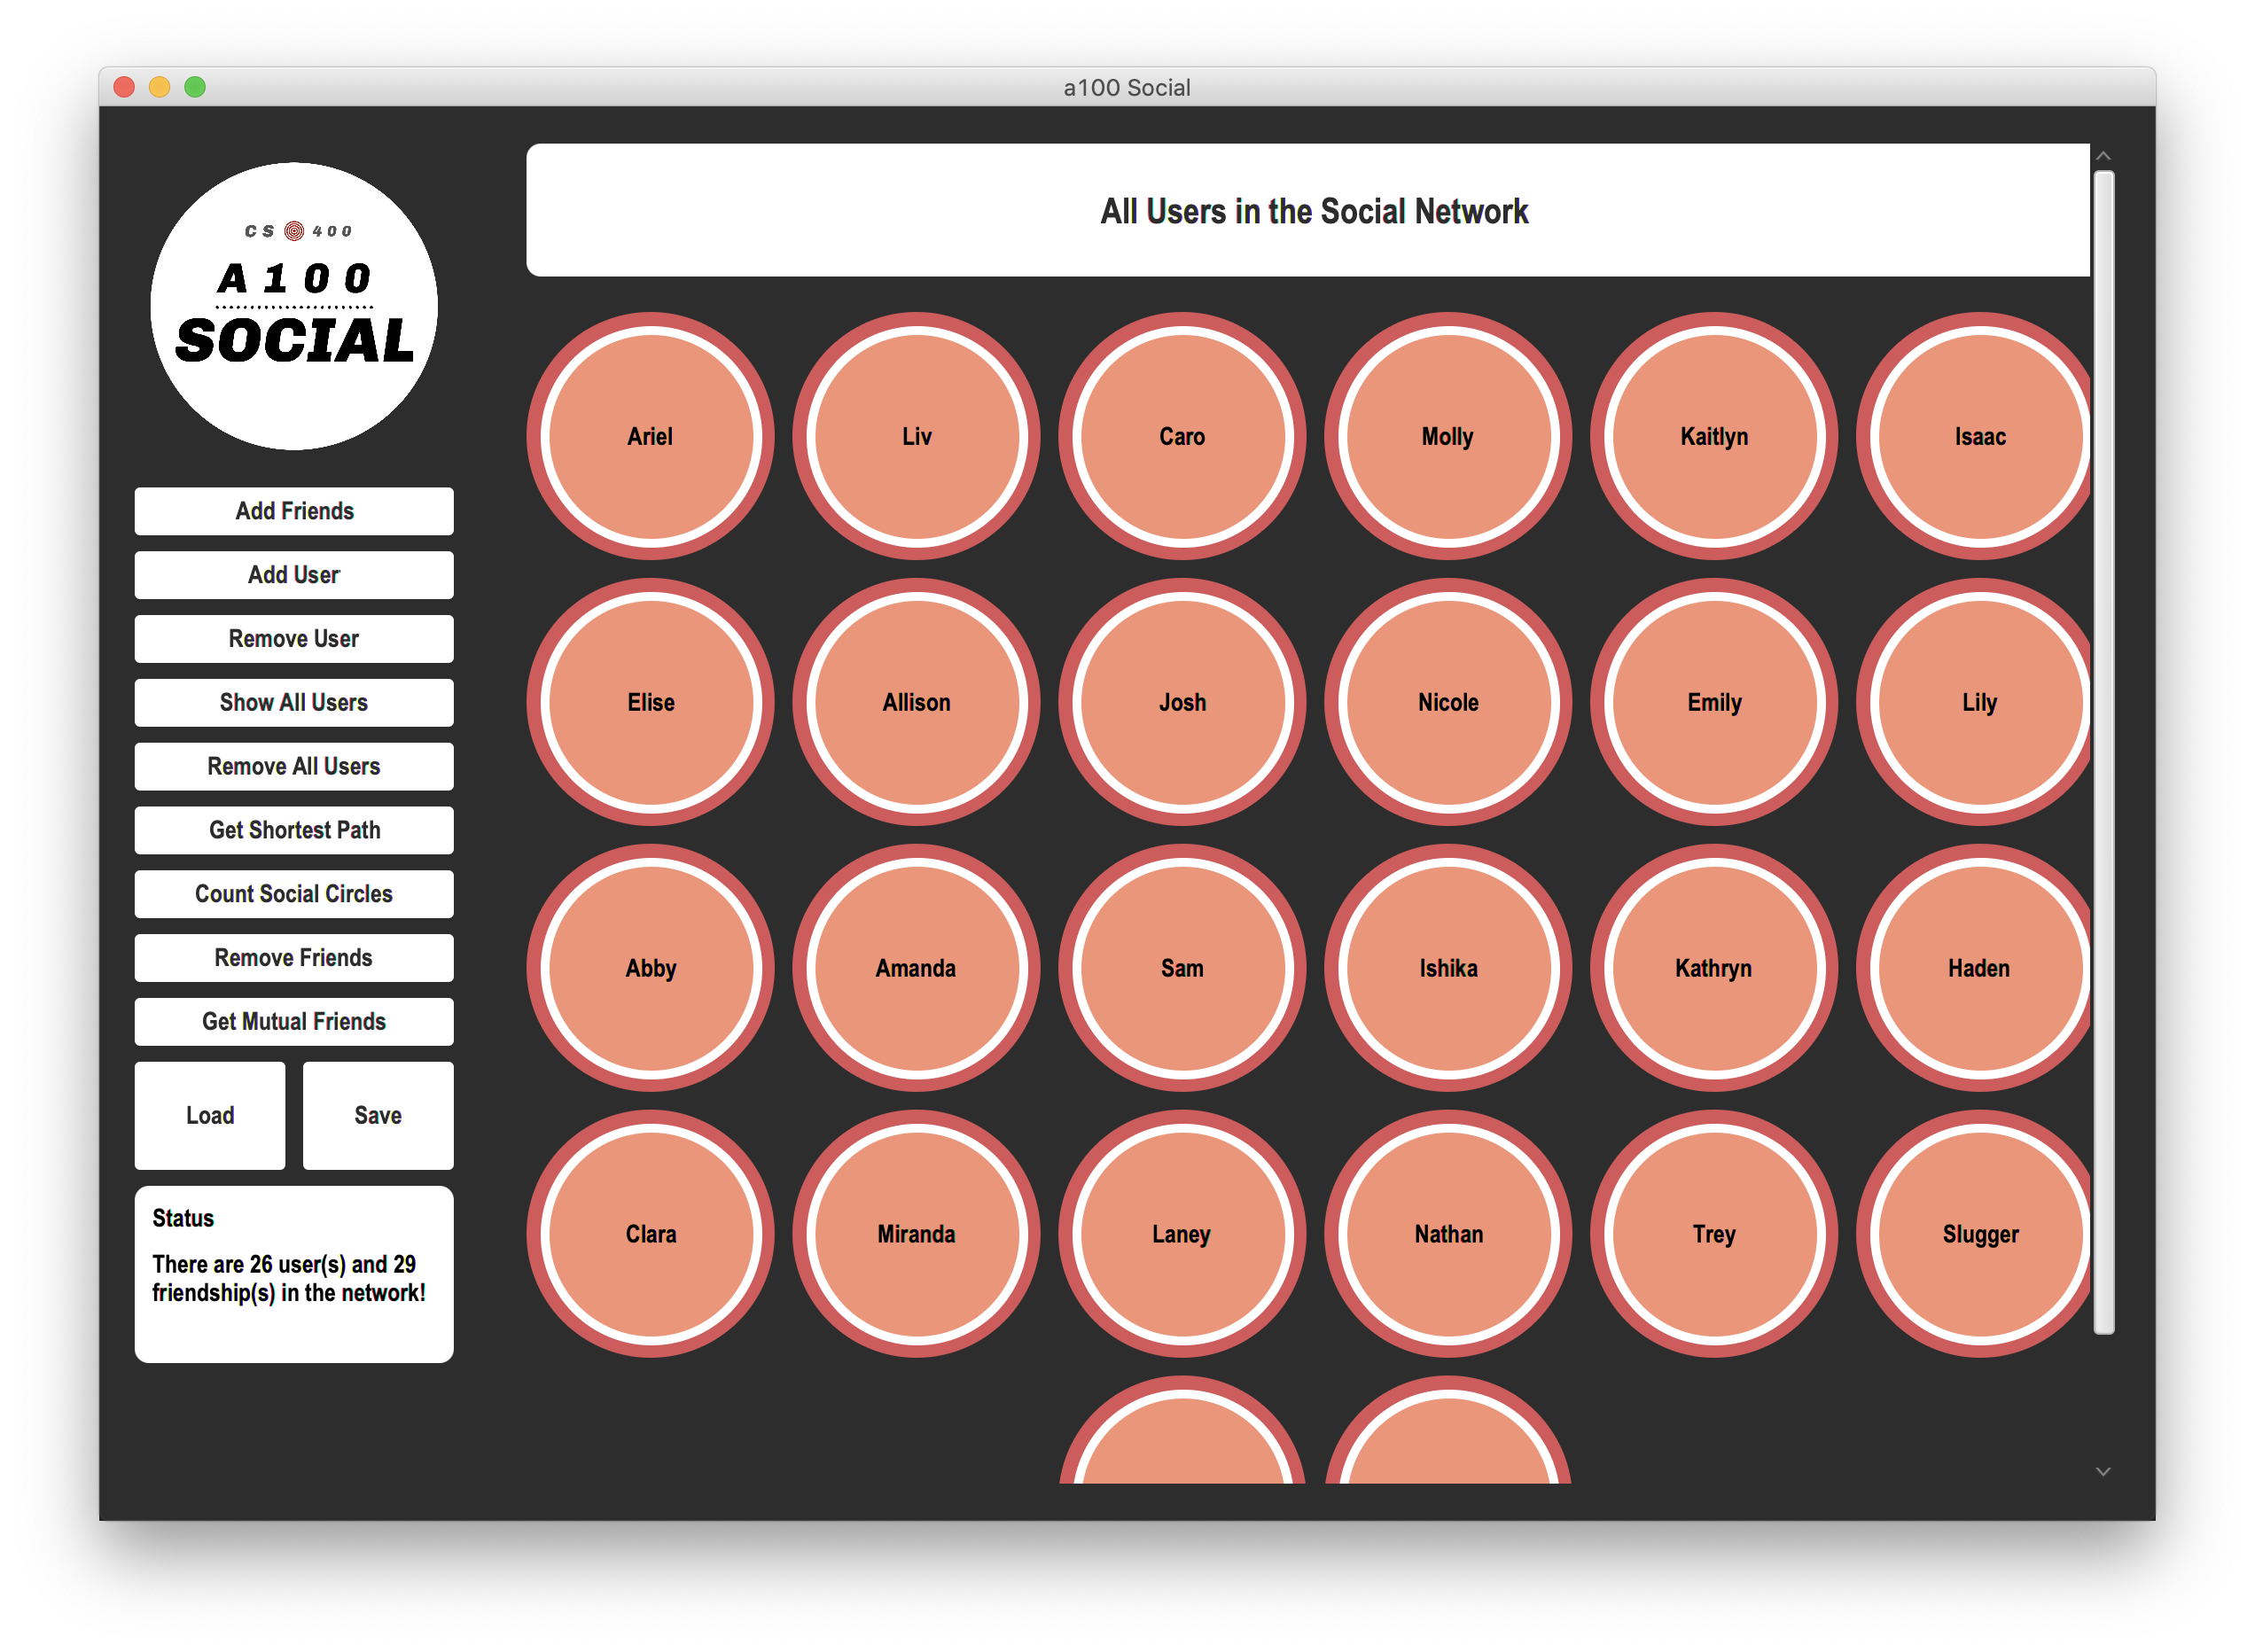 a100 Social
CS 400
A100
SOCIAL
Add Friends
Add User
Remove User
Show All Users
Remove All Users
Get Shortest Path
Count Social Circles
Remove Friends
Get Mutual Friends
Load Save
Status
There are 26 user(s) and 29
friendship(s) in the network!
All Users in the Social Network
Ariel Liv Caro Molly Kaitlyn Isaac
Elise Allison Josh Nicole Emily Lily
Abby Amanda Sam Ishika Kathryn Haden
Clara Miranda Laney Nathan Trey Slugger